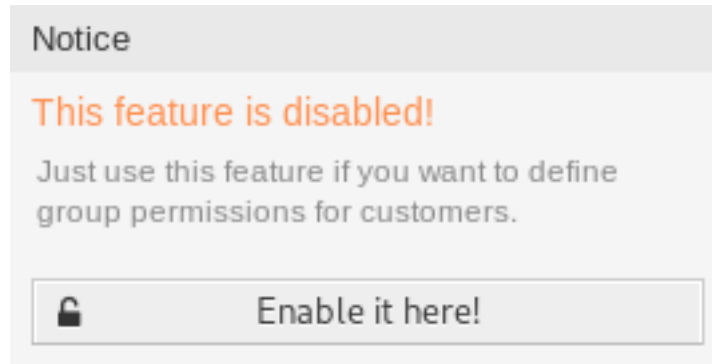 Notice
This feature is disabled!
Just use this feature if you want to define
group permissions for customers.
Enable it here!